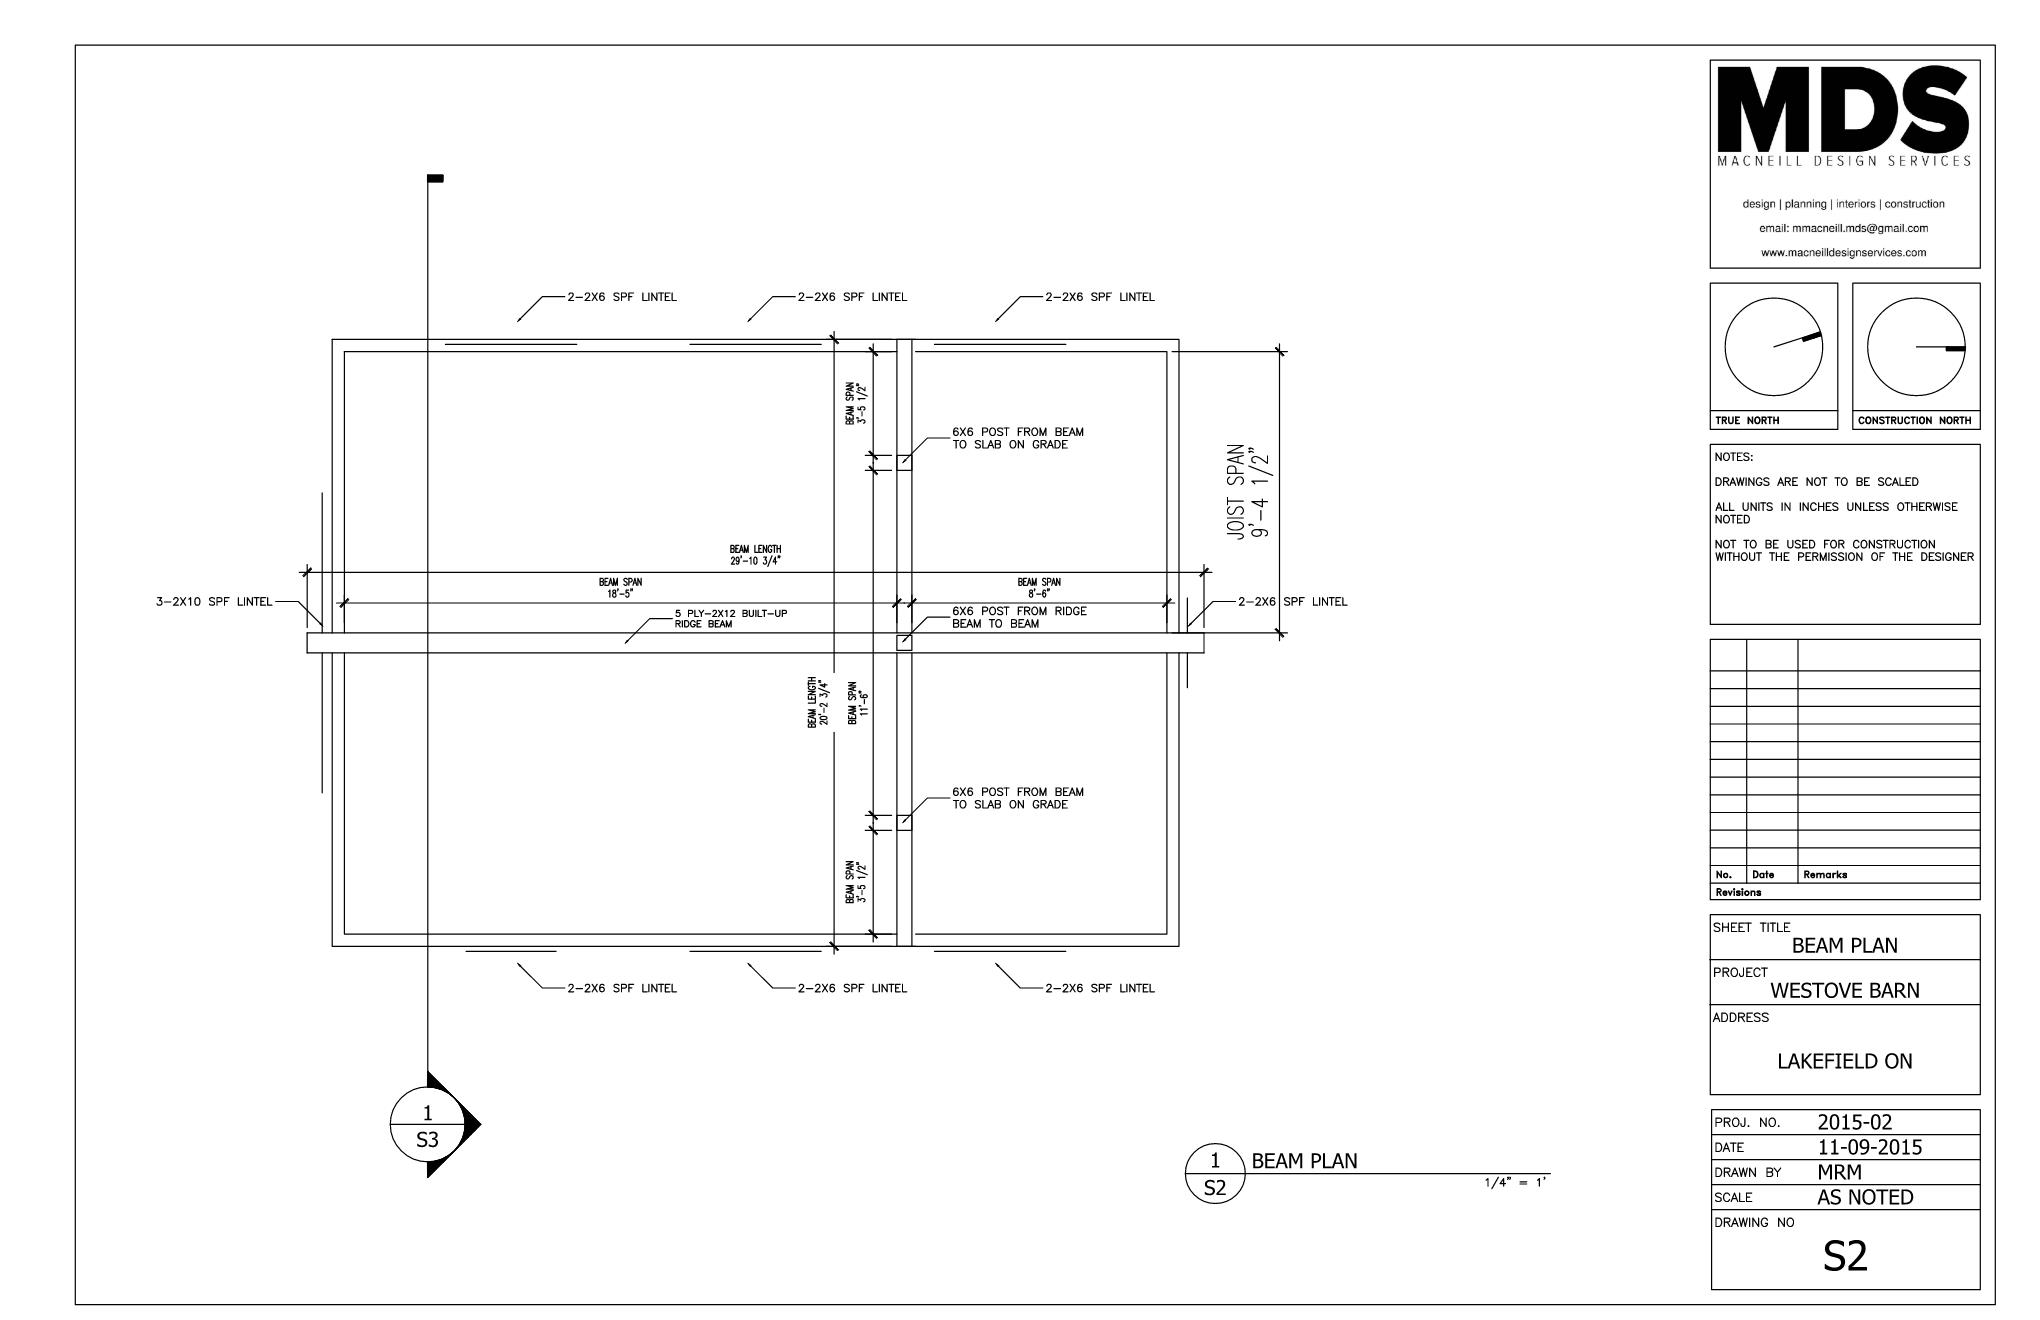 MDS
MACNEILL DESIGN SERVICES
design | planning | interiors | construction
email: mmacneill.mds@gmail.com
www.macneilldesignservices.com
TRUE NORTH
CONSTRUCTION NORTH
NOTES:
DRAWINGS ARE NOT TO BE SCALED
ALL UNITS IN INCHES UNLESS OTHERWISE
NOTED
NOT TO BE USED FOR CONSTRUCTION
WITHOUT THE PERMISSION OF THE DESIGNER
No. Date Remarks
Revisions
SHEET TITLE
BEAM PLAN
PROJECT
WESTOVE BARN
ADDRESS
LAKEFIELD ON
PROJ. NO. 2015-02
DATE 11-09-2015
DRAWN BY MRM
SCALE AS NOTED
DRAWING NO
S2
2-2X6 SPF LINTEL
2-2X6 SPF LINTEL
2-2X6 SPF LINTEL
BEAM SPAN
3'-5 1/2"
6X6 POST FROM BEAM
TO SLAB ON GRADE
JOIST SPAN
9'-4 1/2"
BEAM LENGTH
29'-10 3/4"
BEAM SPAN
18'-5"
BEAM SPAN
8'-6"
3-2X10 SPF LINTEL
5 PLY-2X12 BUILT-UP
RIDGE BEAM
6X6 POST FROM RIDGE
BEAM TO BEAM
2-2X6 SPF LINTEL
BEAM LENGTH
20'-2 3/4"
BEAM SPAN
11'-6"
6X6 POST FROM BEAM
TO SLAB ON GRADE
BEAM SPAN
3'-5 1/2"
2-2X6 SPF LINTEL
2-2X6 SPF LINTEL
2-2X6 SPF LINTEL
1
S3
1
S2
BEAM PLAN
1/4" = 1'